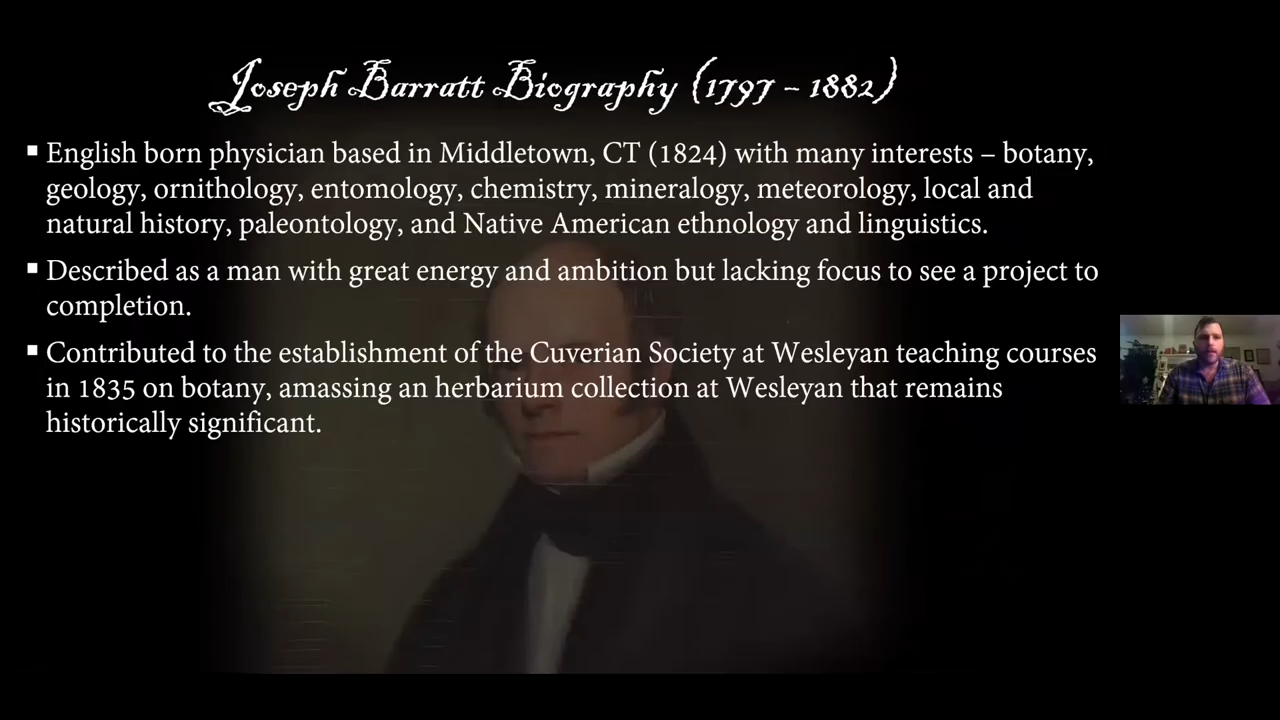 Joseph Barratt Biography (1797 – 1882)
▪ English born physician based in Middletown, CT (1824) with many interests – botany,
geology, ornithology, entomology, chemistry, mineralogy, meteorology, local and
natural history, paleontology, and Native American ethnology and linguistics.
▪ Described as a man with great energy and ambition but lacking focus to see a project to
completion.
▪ Contributed to the establishment of the Cuverian Society at Wesleyan teaching courses
in 1835 on botany, amassing an herbarium collection at Wesleyan that remains
historically significant.